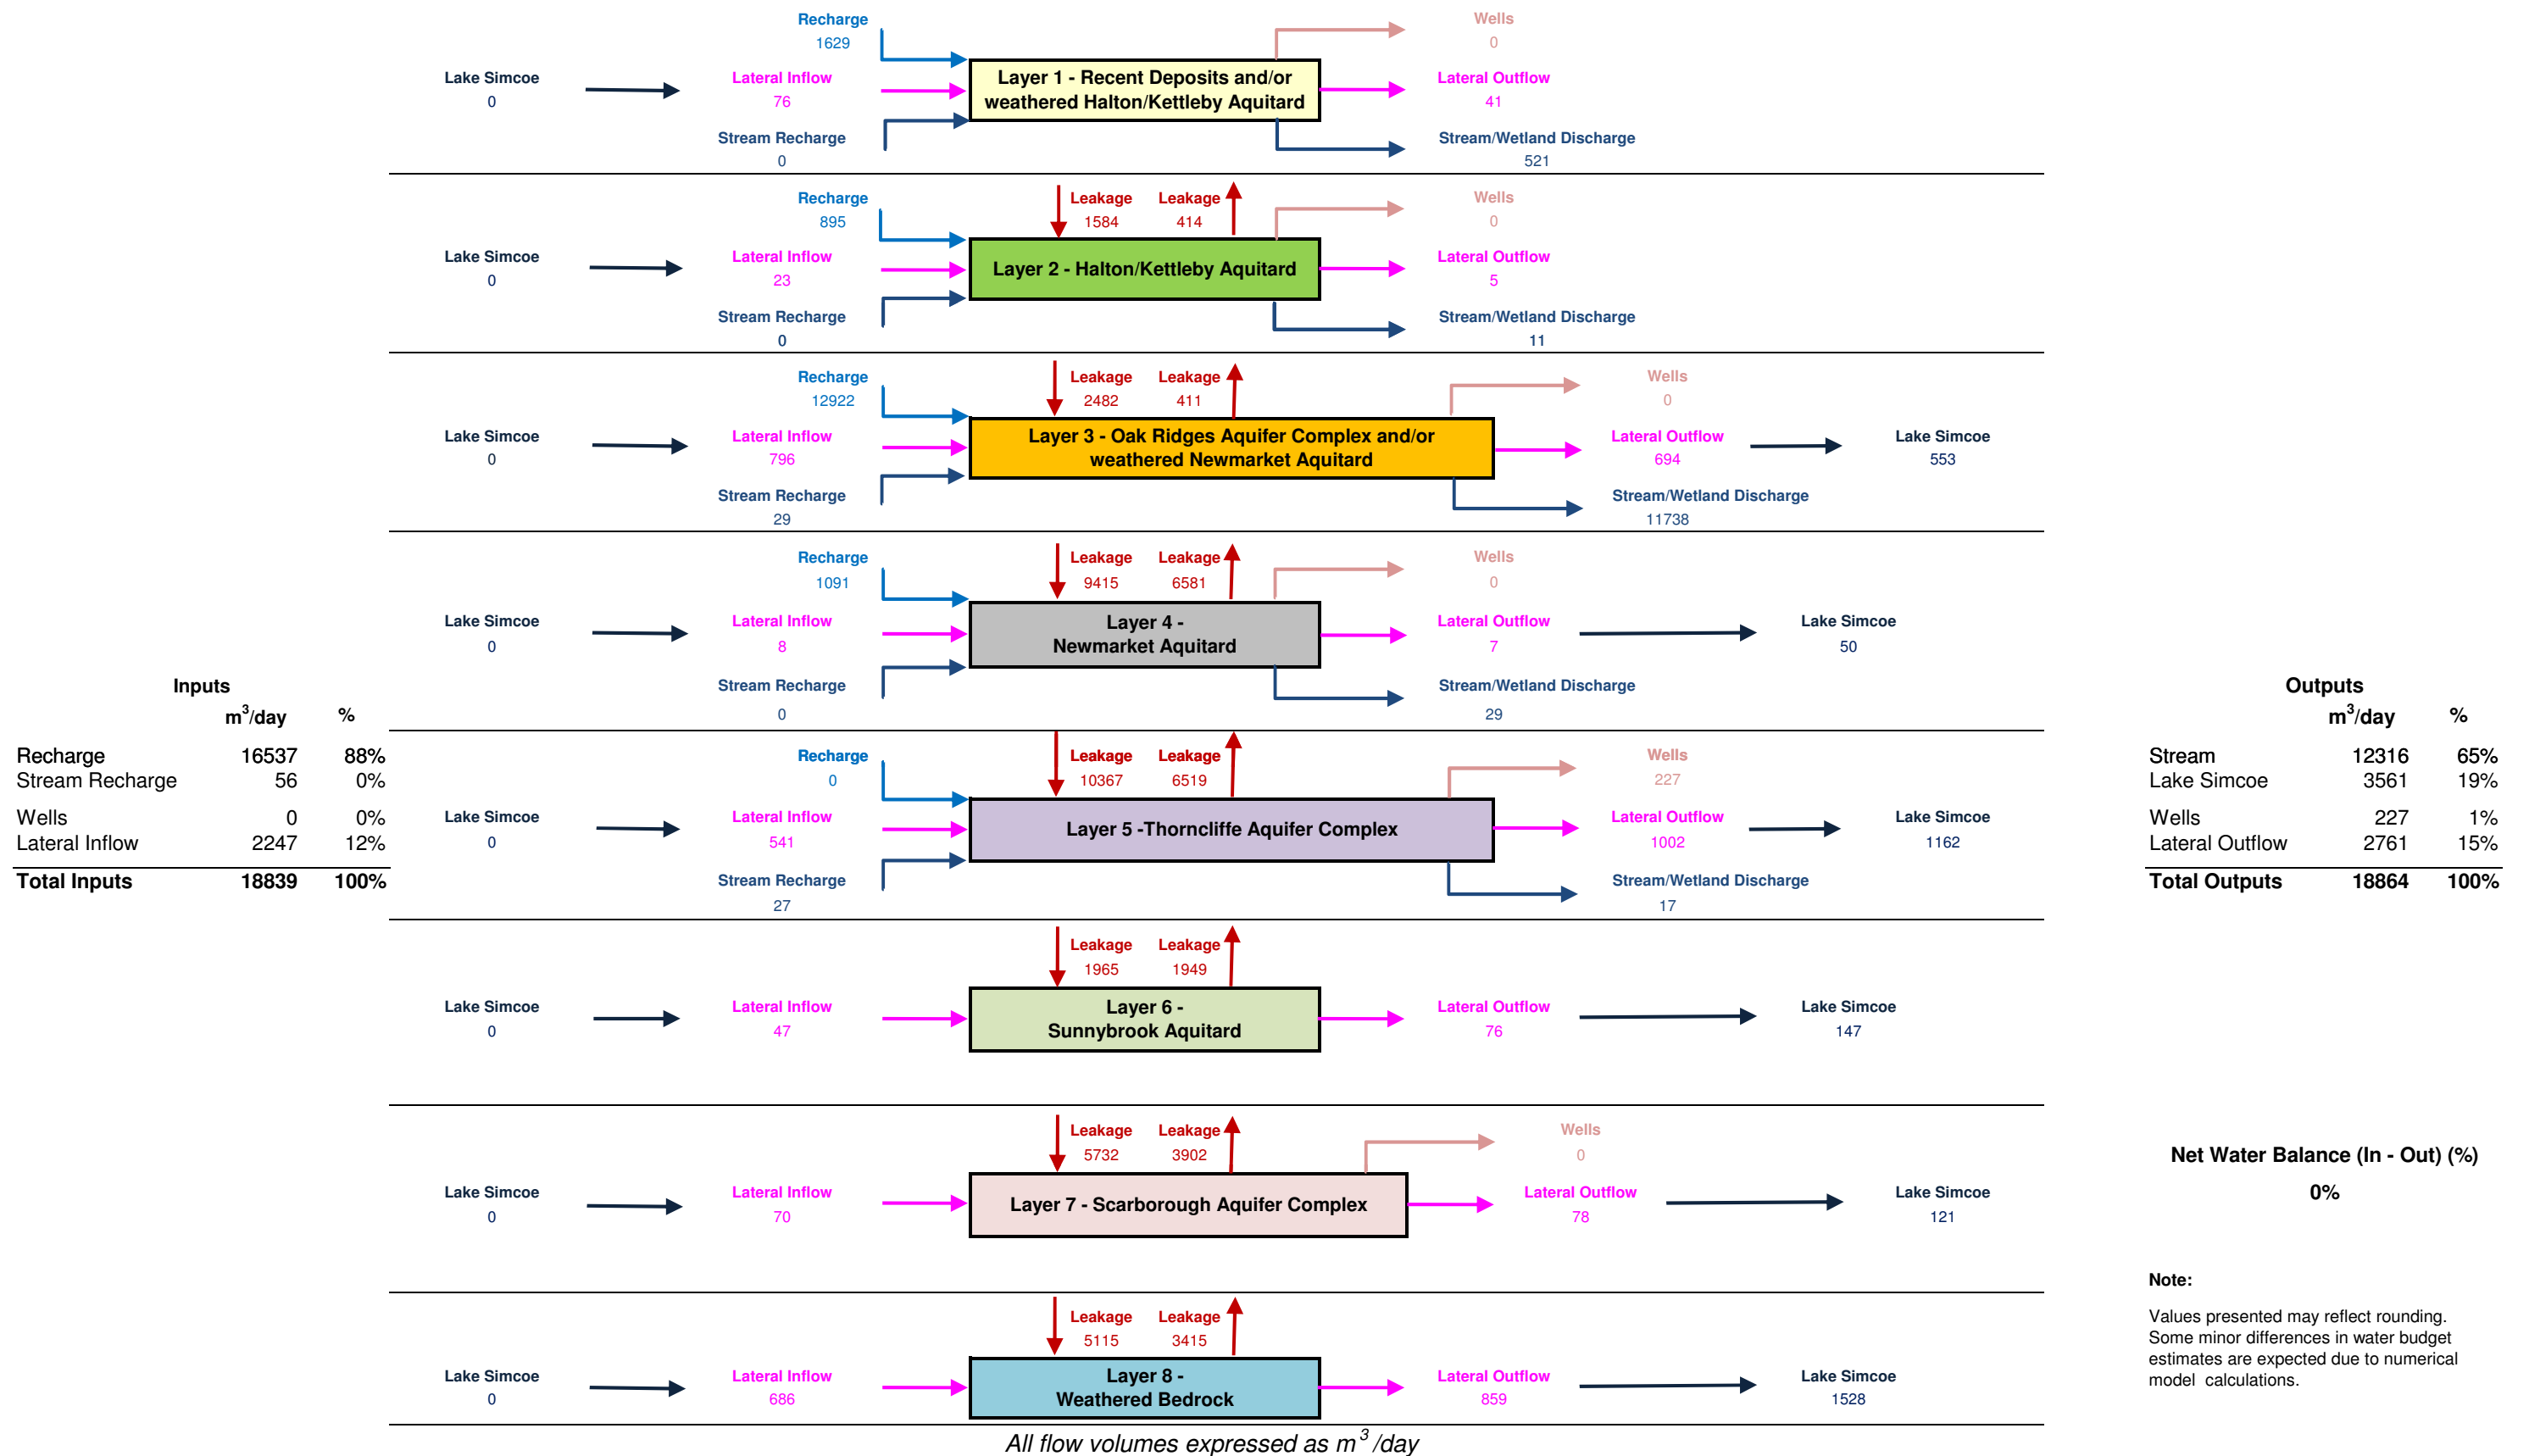 Recharge
1629
Wells
0
Lake Simcoe
0
Lateral Inflow
76
Layer 1 - Recent Deposits and/or
weathered Halton/Kettleby Aquitard
Lateral Outflow
41
Stream Recharge
0
Stream/Wetland Discharge
521
Recharge
895
Leakage
1584
Leakage
414
Wells
0
Lake Simcoe
0
Lateral Inflow
23
Layer 2 - Halton/Kettleby Aquitard
Lateral Outflow
5
Stream Recharge
0
Stream/Wetland Discharge
11
Recharge
12922
Leakage
2482
Leakage
411
Wells
0
Lake Simcoe
0
Lateral Inflow
796
Layer 3 - Oak Ridges Aquifer Complex and/or
weathered Newmarket Aquitard
Lateral Outflow
694
Lake Simcoe
553
Stream Recharge
29
Stream/Wetland Discharge
11738
Recharge
1091
Leakage
9415
Leakage
6581
Wells
0
Lake Simcoe
0
Lateral Inflow
8
Layer 4 -
Newmarket Aquitard
Lateral Outflow
7
Lake Simcoe
50
Stream Recharge
0
Stream/Wetland Discharge
29
Inputs
m³/day %
Recharge 16537 88%
Stream Recharge 56 0%
Wells 0 0%
Lateral Inflow 2247 12%
Total Inputs 18839 100%
Recharge
0
Leakage
10367
Leakage
6519
Wells
227
Lake Simcoe
0
Lateral Inflow
541
Layer 5 -Thorncliffe Aquifer Complex
Lateral Outflow
1002
Lake Simcoe
1162
Stream Recharge
27
Stream/Wetland Discharge
17
Outputs
m³/day %
Stream 12316 65%
Lake Simcoe 3561 19%
Wells 227 1%
Lateral Outflow 2761 15%
Total Outputs 18864 100%
Leakage
1965
Leakage
1949
Lake Simcoe
0
Lateral Inflow
47
Layer 6 -
Sunnybrook Aquitard
Lateral Outflow
76
Lake Simcoe
147
Leakage
5732
Leakage
3902
Wells
0
Lake Simcoe
0
Lateral Inflow
70
Layer 7 - Scarborough Aquifer Complex
Lateral Outflow
78
Lake Simcoe
121
Net Water Balance (In - Out) (%)
0%
Leakage
5115
Leakage
3415
Lake Simcoe
0
Lateral Inflow
686
Layer 8 -
Weathered Bedrock
Lateral Outflow
859
Lake Simcoe
1528
Note:
Values presented may reflect rounding.
Some minor differences in water budget
estimates are expected due to numerical
model calculations.
All flow volumes expressed as m³/day